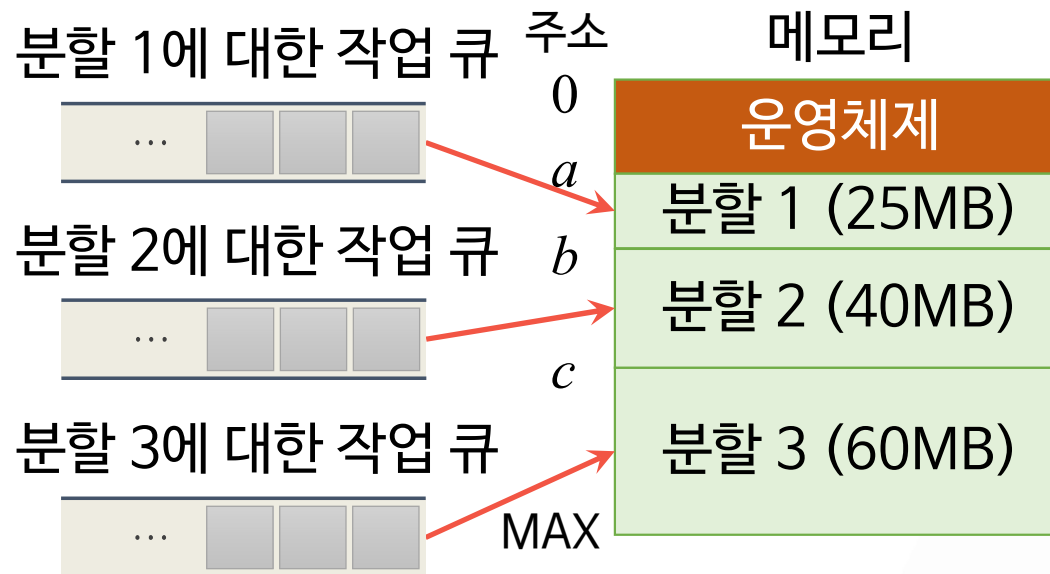 분할 1에 대한 작업 큐
...
분할 2에 대한 작업 큐
...
분할 3에 대한 작업 큐
...
주소
0
a
b
c
MAX
메모리
운영체제
분할 1 (25MB)
분할 2 (40MB)
분할 3 (60MB)